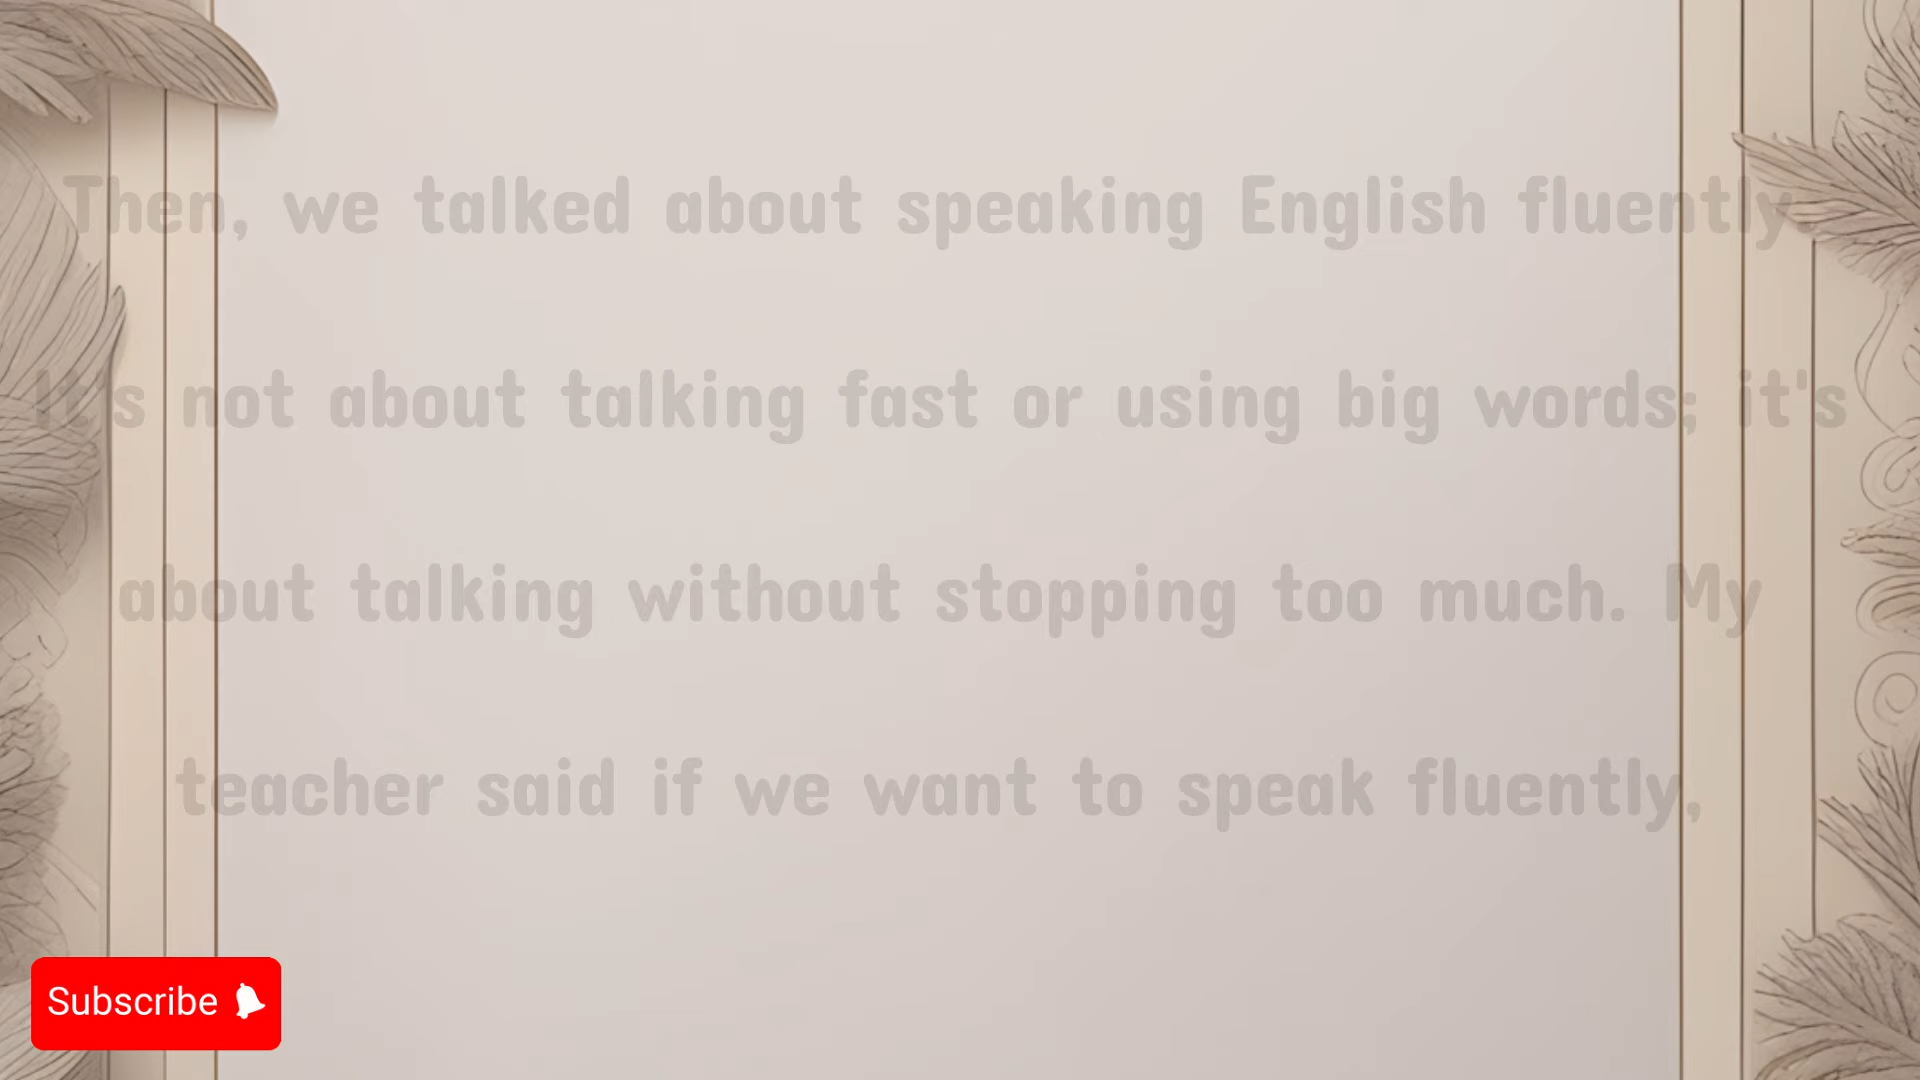 Then, we talked about speaking English fluently
It's not about talking fast or using big words; it's
about talking without stopping too much. My
teacher said if we want to speak fluently,
Subscribe